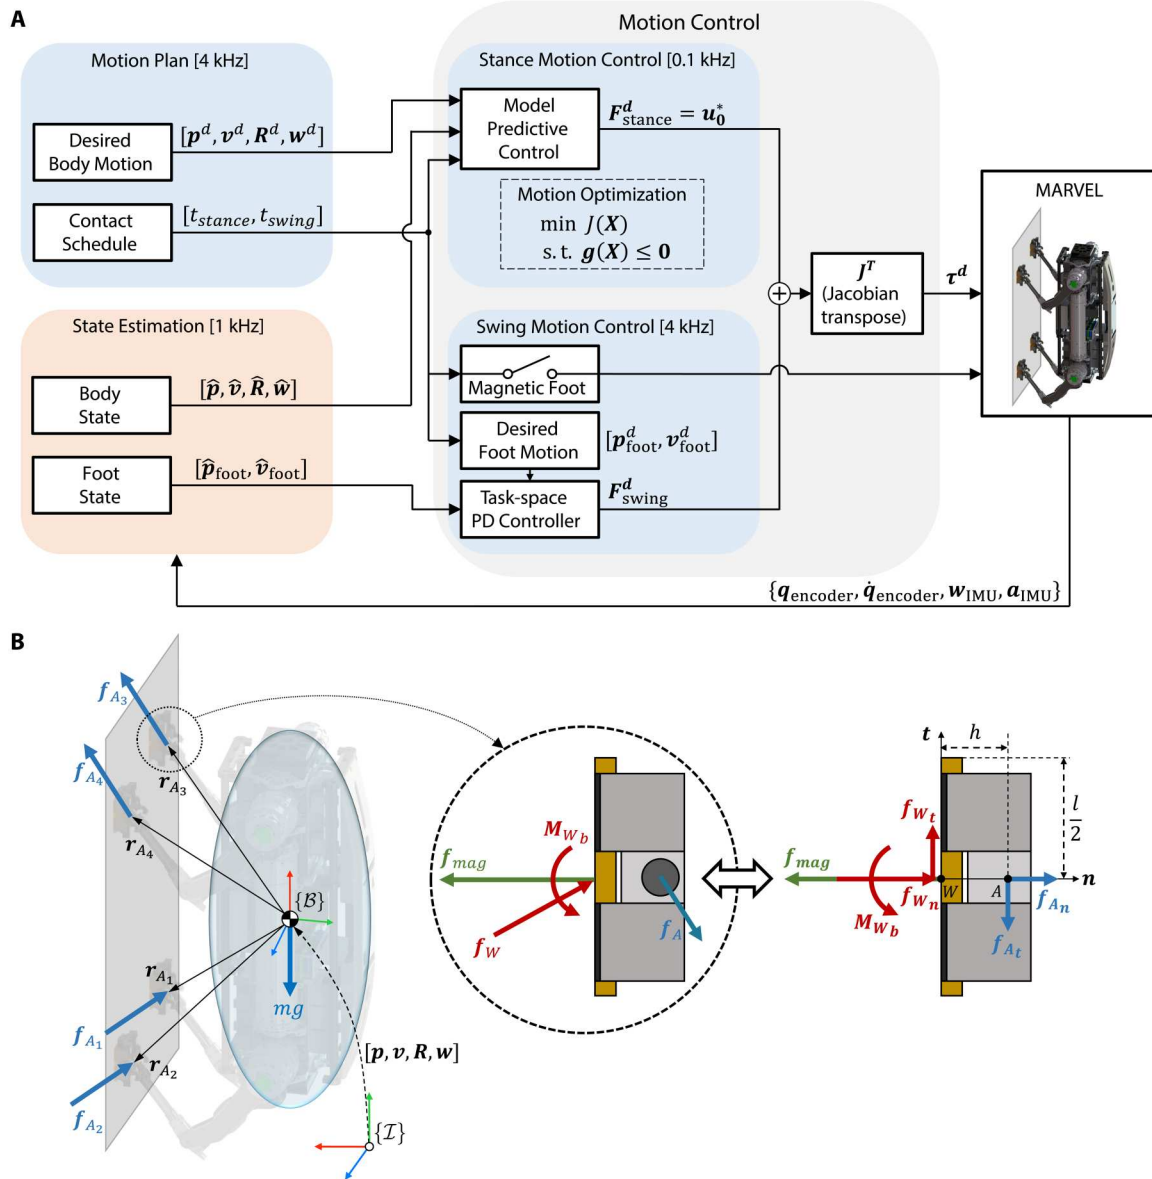 A
Motion Control
Motion Plan [4 kHz]
Desired
Body Motion
[p^d, v^d, R^d, w^d]
Contact
Schedule
[t_stance, t_swing]
Stance Motion Control [0.1 kHz]
Model
Predictive
Control
F^d_stance = u^*_0
Motion Optimization
min J(X)
s.t. g(X) ≤ 0
State Estimation [1 kHz]
Body
State
[p̂, v̂, R̂, ŵ]
Foot
State
[p̂_foot, v̂_foot]
Swing Motion Control [4 kHz]
Magnetic Foot
Desired
Foot Motion
[p^d_foot, v^d_foot]
Task-space
PD Controller
F^d_swing
+
J^T
(Jacobian
transpose)
τ^d
MARVEL
{q_encoder, q̇_encoder, w_IMU, a_IMU}
B
f_A3
f_A4
r_A3
r_A4
{B}
r_A1
mg
f_A1
r_A2
f_A2
[p, v, R, w]
{I}
M_Wb
f_mag
f_W
f_A
t
h
l/2
f_Wt
f_mag
f_Wn
W
A
n
f_An
M_Wb
f_At